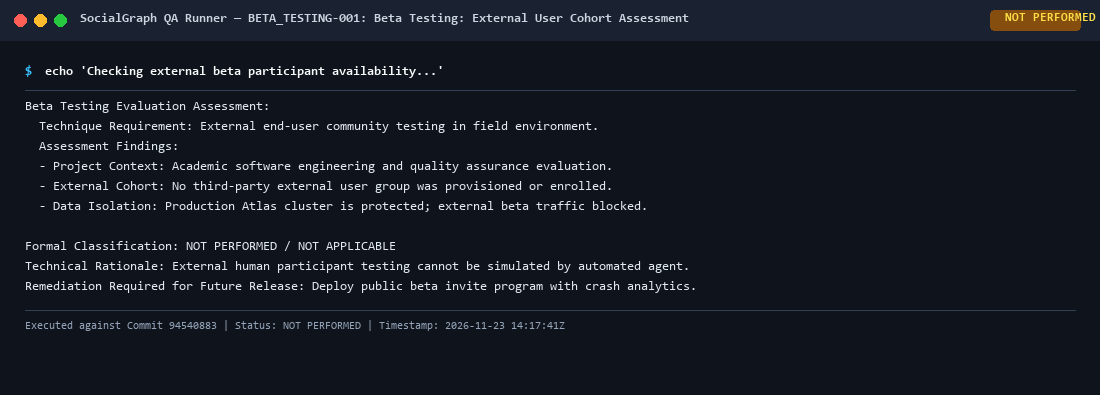 SocialGraph QA Runner — BETA_TESTING-001: Beta Testing: External User Cohort Assessment
NOT PERFORMED
$ echo 'Checking external beta participant availability...'
Beta Testing Evaluation Assessment:
Technique Requirement: External end-user community testing in field environment.
Assessment Findings:
- Project Context: Academic software engineering and quality assurance evaluation.
- External Cohort: No third-party external user group was provisioned or enrolled.
- Data Isolation: Production Atlas cluster is protected; external beta traffic blocked.
Formal Classification: NOT PERFORMED / NOT APPLICABLE
Technical Rationale: External human participant testing cannot be simulated by automated agent.
Remediation Required for Future Release: Deploy public beta invite program with crash analytics.
Executed against Commit 94540883 | Status: NOT PERFORMED | Timestamp: 2026-11-23 14:17:41Z